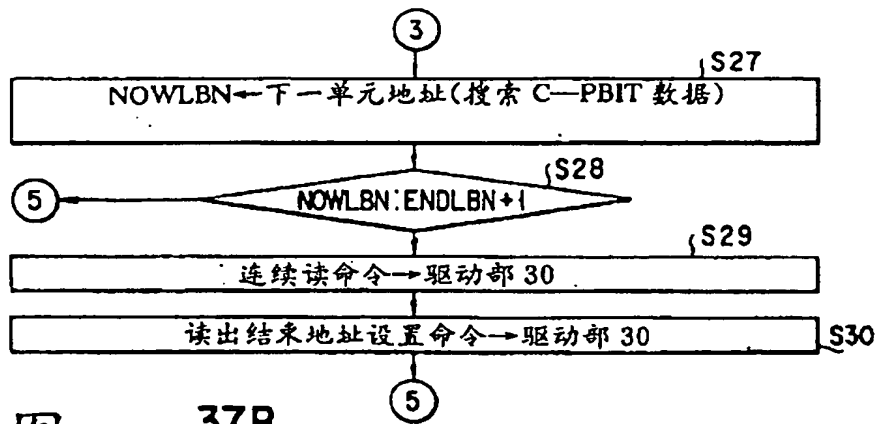 3
S27
NOWLBN←下一单元地址(搜索 C—PBIT 数据)
S28
5
NOWLBN:ENDLBN+1
S29
连续读命令→驱动部 30
读出结束地址设置命令→驱动部 30
S30
5
图 37B